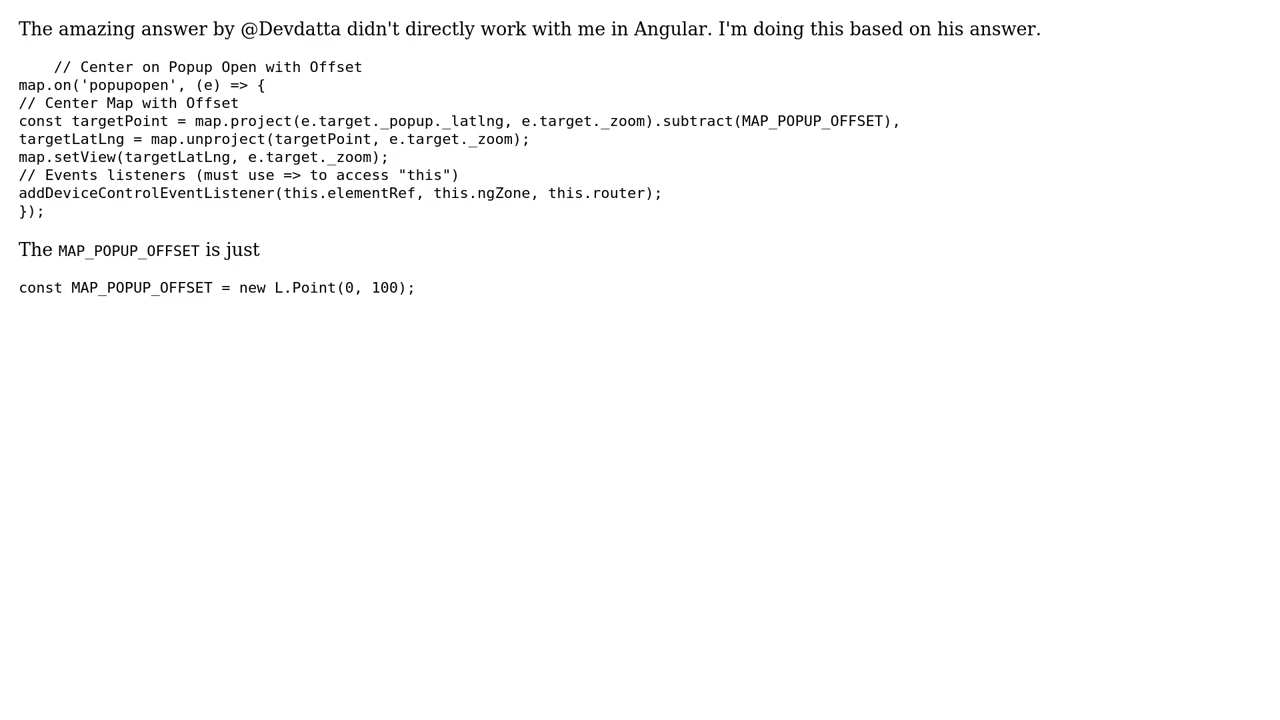 The amazing answer by @Devdatta didn't directly work with me in Angular. I'm doing this based on his answer.
// Center on Popup Open with Offset
map.on('popupopen', (e) => {
// Center Map with Offset
const targetPoint = map.project(e.target._popup._latlng, e.target._zoom).subtract(MAP_POPUP_OFFSET),
targetLatLng = map.unproject(targetPoint, e.target._zoom);
map.setView(targetLatLng, e.target._zoom);
// Events listeners (must use => to access "this")
addDeviceControlEventListener(this.elementRef, this.ngZone, this.router);
});
The MAP_POPUP_OFFSET is just
const MAP_POPUP_OFFSET = new L.Point(0, 100);